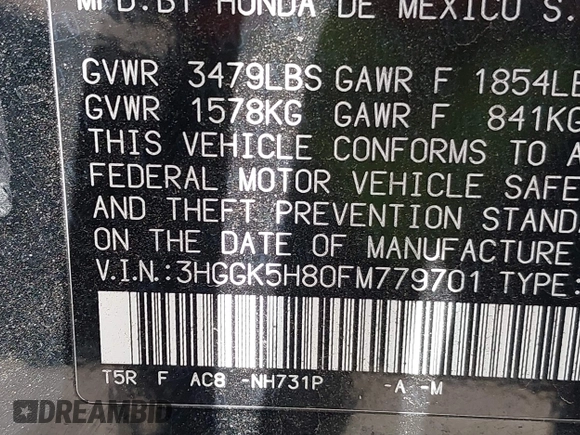 MFD.BY HONDA DE MEXICO S.
GVWR 3479LBS GAWR F 1854LB
GVWR 1578KG GAWR F 841KG
THIS VEHICLE CONFORMS TO A
FEDERAL MOTOR VEHICLE SAFE
AND THEFT PREVENTION STANDA
ON THE DATE OF MANUFACTURE
V.I.N.:3HGGK5H80FM779701 TYPE:
T5R F AC8 -NH731P -A -M
DREAMBID